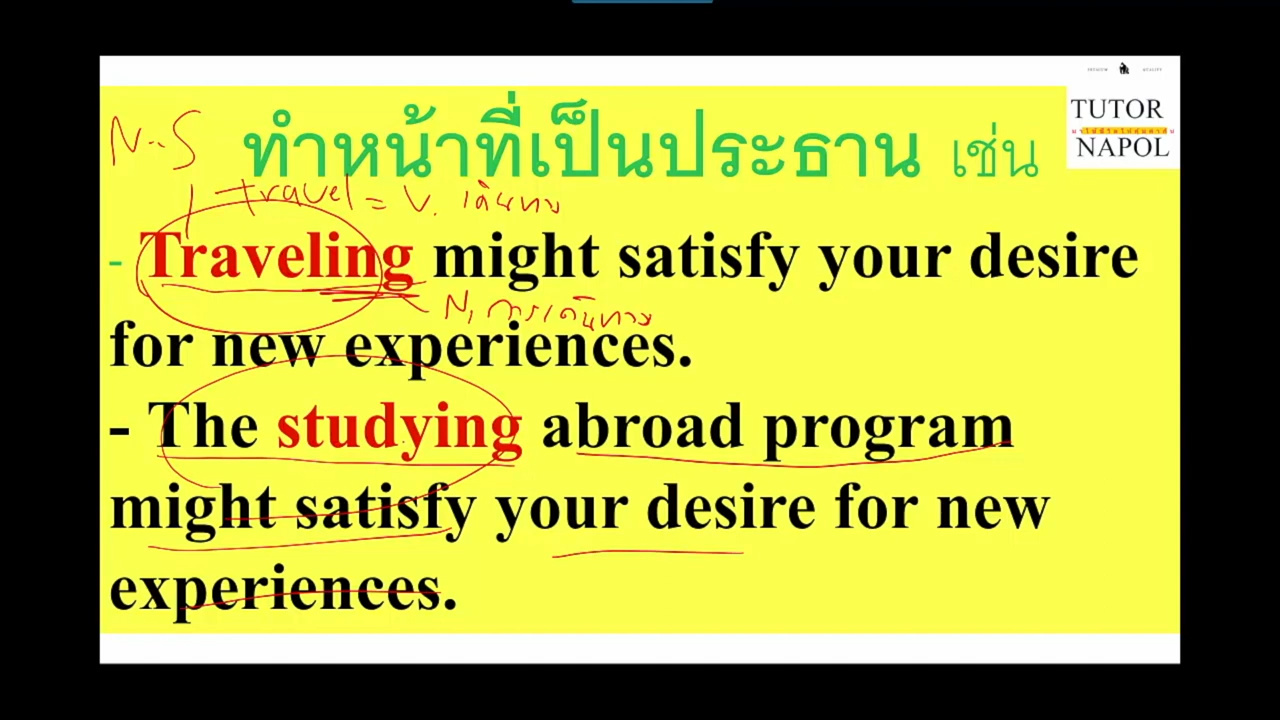 TUTOR
NAPOL
N. S ทำหน้าที่เป็นประธาน เช่น
travel = V. เดินทาง
- Traveling might satisfy your desire
N. การเดินทาง
for new experiences.
- The studying abroad program
might satisfy your desire for new
experiences.